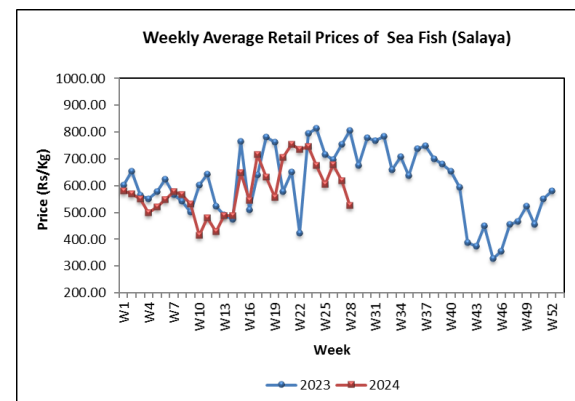 Weekly Average Retail Prices of Sea Fish (Salaya)
Price (Rs/Kg)
1000.00
900.00
800.00
700.00
600.00
500.00
400.00
300.00
200.00
W1 W4 W7 W10 W13 W16 W19 W22 W25 W28 W31 W34 W37 W40 W43 W46 W49 W52
Week
2023 2024